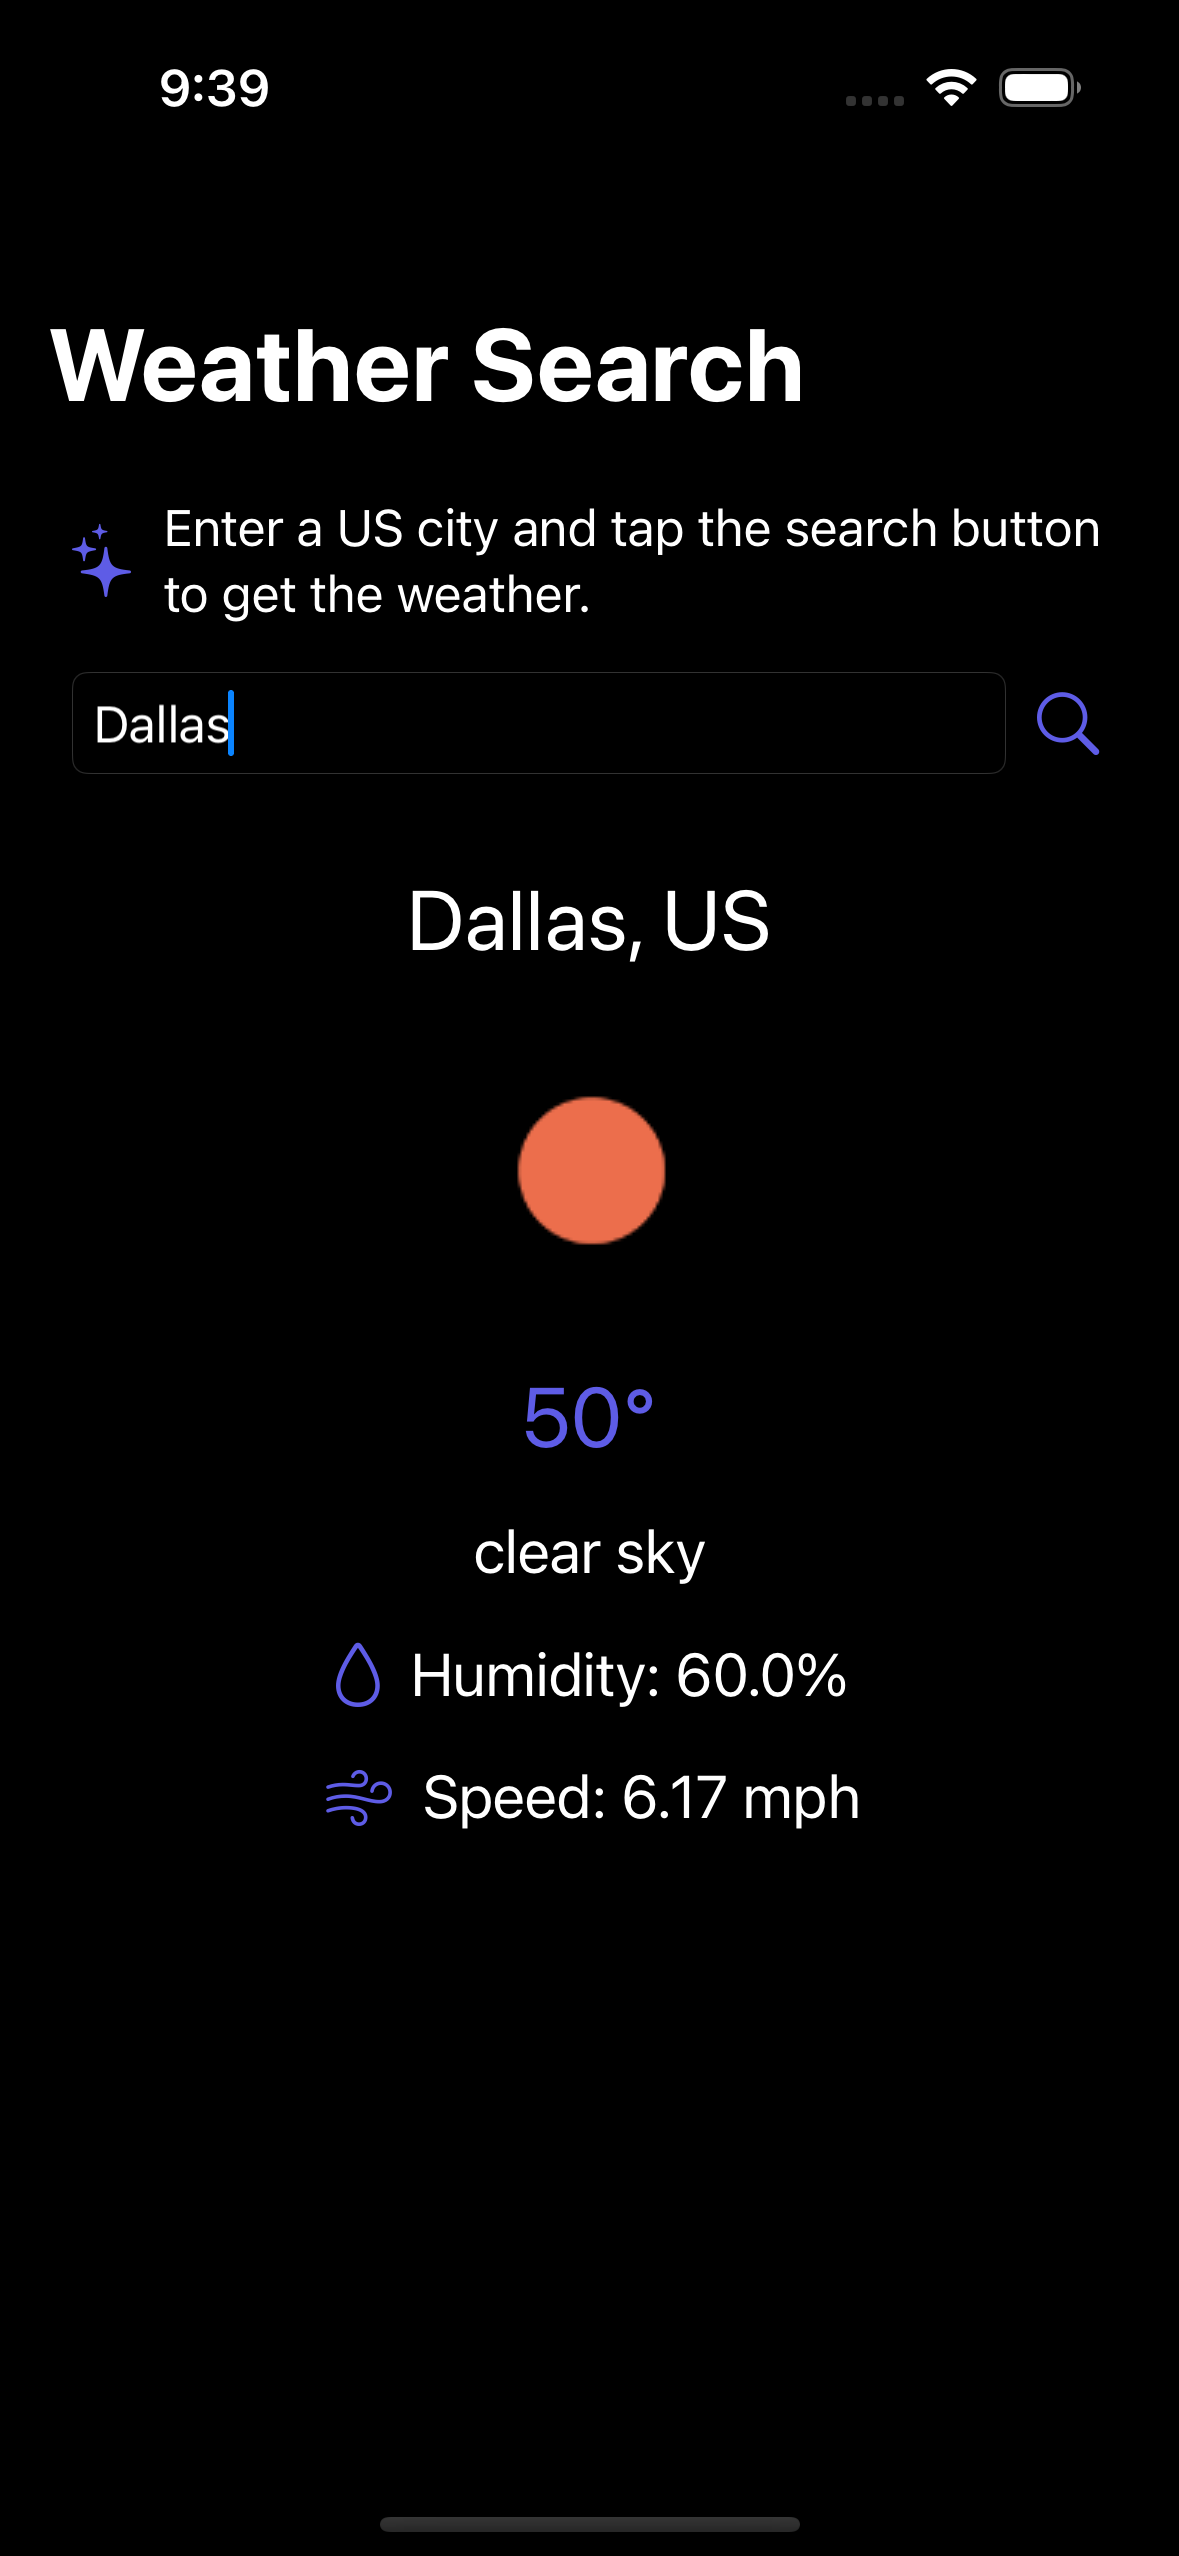 9:39
Weather Search
Enter a US city and tap the search button
to get the weather.
Dallas
Dallas, US
50°
clear sky
Humidity: 60.0%
Speed: 6.17 mph